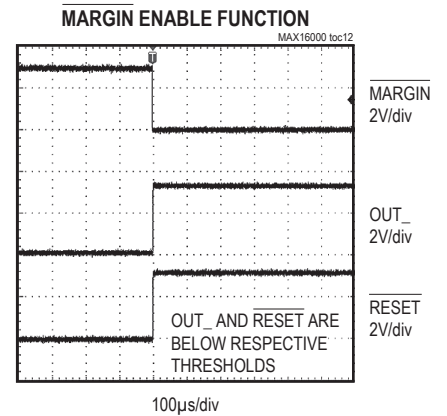 MARGIN ENABLE FUNCTION
MAX16000 toc12
MARGIN
2V/div
OUT_
2V/div
RESET
2V/div
OUT_ AND RESET ARE
BELOW RESPECTIVE
THRESHOLDS
100µs/div